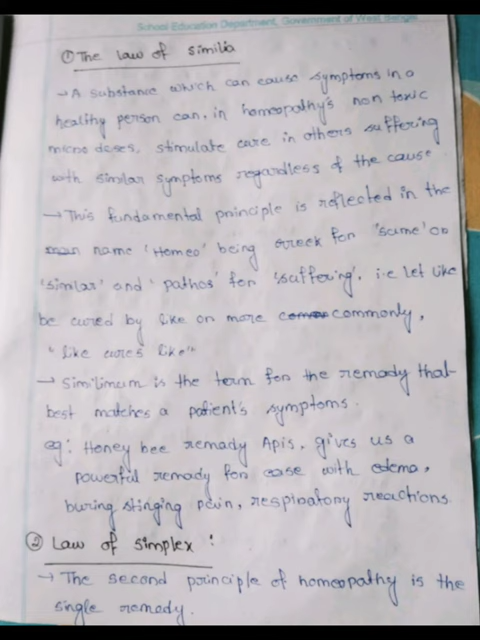 School Education Department, Government of West Bengal
① The law of similia
→ A substance which can cause symptoms in a
healthy person can, in homeopathy's non toxic
micro doses, stimulate cure in others suffering
with similar symptoms regardless of the cause
→ This fundamental principle is reflected in the
name 'Homeo' being Greek for 'same' or
'similar' and 'pathos' for 'suffering'. i.e let like
be cured by like or more commonly,
"like cures like"
→ Similimum is the term for the remady that
best matches a patient's symptoms.
eg: Honey bee remady Apis, gives us a
powerful remady for case with edema,
buring stinging pain, respiratory reactions.
② Law of simplex :
→ The second principle of homeopathy is the
single remady.